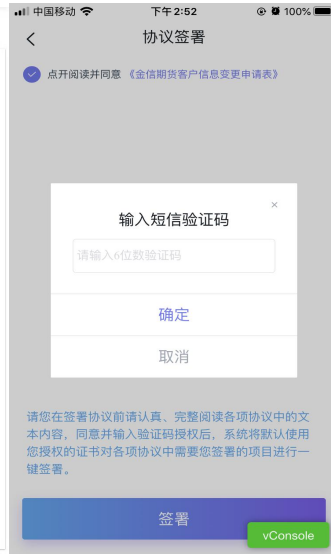 中国移动 下午2:52 100%
协议签署
点开阅读并同意 《金信期货客户信息变更申请表》
×
输入短信验证码
请输入6位数验证码
确定
取消
请您在签署协议前请认真、完整阅读各项协议中的文
本内容，同意并输入验证码授权后，系统将默认使用
您授权的证书对各项协议中需要您签署的项目进行一
键签署。
签署
vConsole